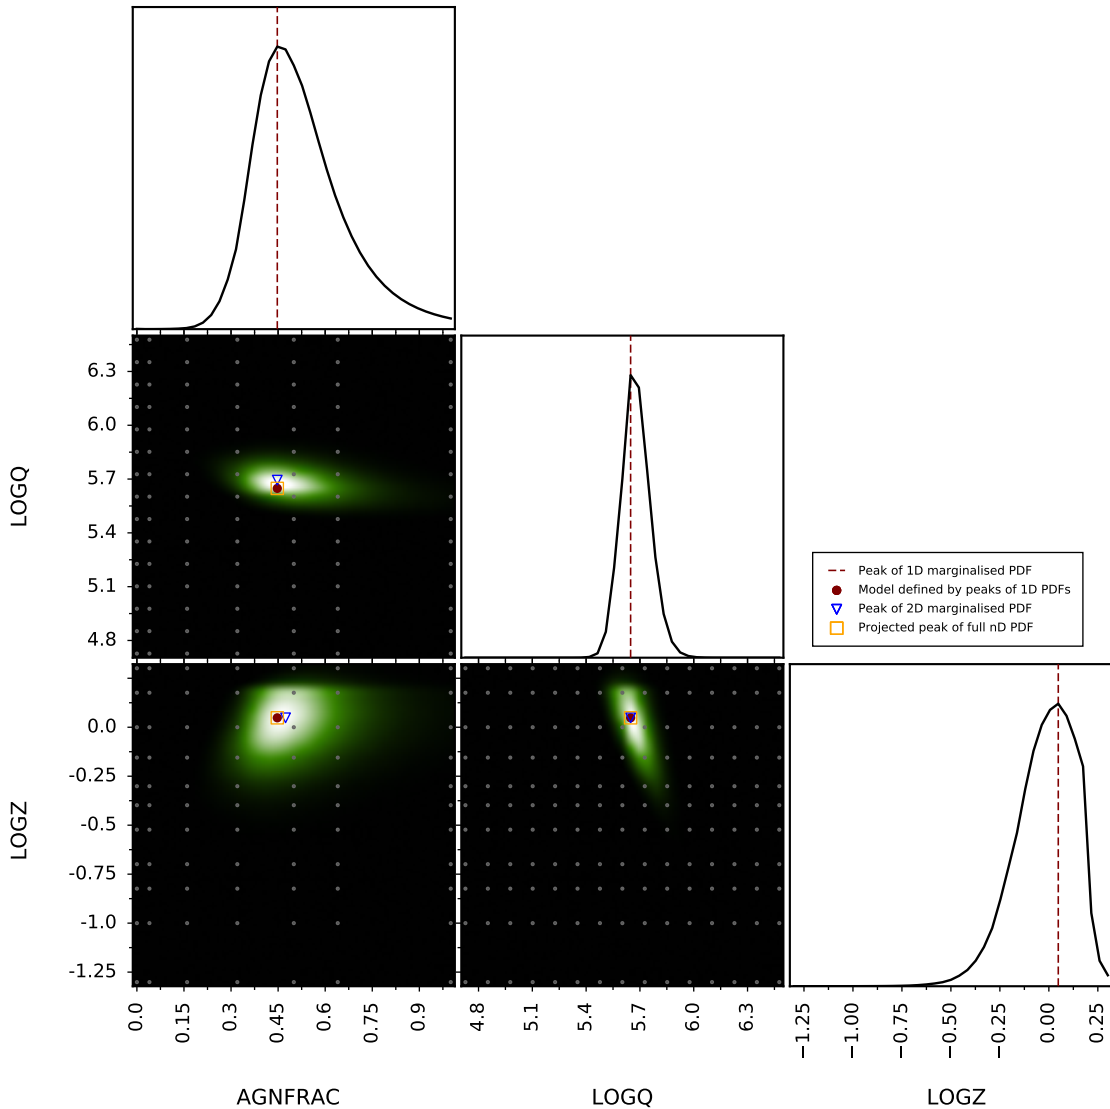 6.3
6.0
5.7
5.4
5.1
4.8
LOGQ
Peak of 1D marginalised PDF
Model defined by peaks of 1D PDFs
Peak of 2D marginalised PDF
Projected peak of full nD PDF
0.0
-0.25
-0.5
-0.75
-1.0
-1.25
LOGZ
0.0 0.15 0.3 0.45 0.6 0.75 0.9
4.8 5.1 5.4 5.7 6.0 6.3
−1.25 −1.00 −0.75 −0.50 −0.25 0.00 0.25
AGNFRAC LOGQ LOGZ